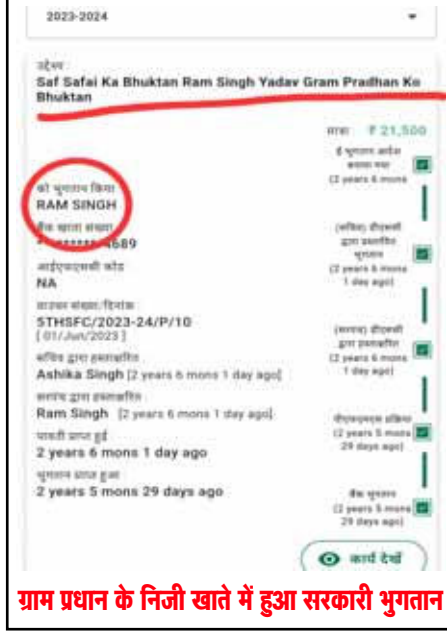 2023-2024
उद्देश्य
Saf Safai Ka Bhuktan Ram Singh Yadav Gram Pradhan Ko
Bhuktan
₹ 21,500
(2 years 6 mons
को भुगतान किया
RAM SINGH
बैंक खाता संख्या
4689
आईएफएससी कोड
NA
(2 years 6 mons
1 day ago)
वाउचर संख्या/दिनांक
5THSFC/2023-24/P/10
[ 01/Jun/2023 ]
सचिव द्वारा हस्ताक्षरित
Ashika Singh [2 years 6 mons 1 day ago]
(2 years 6 mons
1 day ago)
सरपंच द्वारा हस्ताक्षरित
Ram Singh [2 years 6 mons 1 day ago]
पावती प्राप्त हुई
2 years 6 mons 1 day ago
(2 years 5 mons
29 days ago)
भुगतान प्राप्त हुआ
2 years 5 mons 29 days ago
बैंक भुगतान
(2 years 5 mons
29 days ago)
कार्य देखें
ग्राम प्रधान के निजी खाते में हुआ सरकारी भुगतान